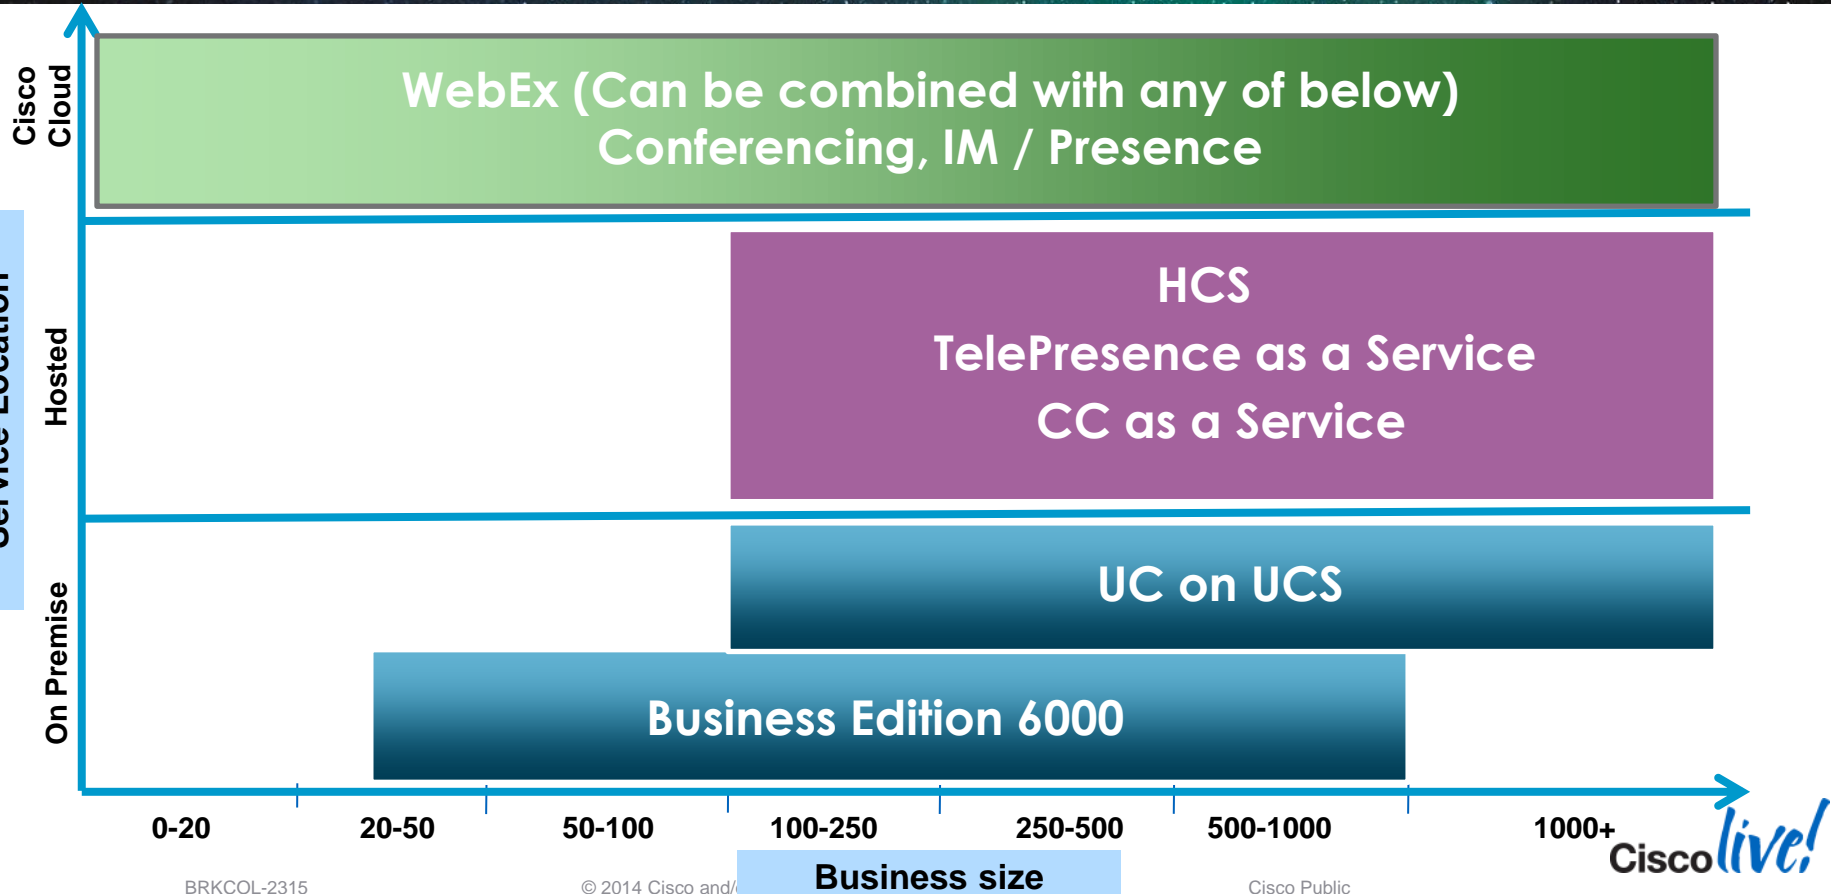 Cisco
Cloud
WebEx (Can be combined with any of below)
Conferencing, IM / Presence
Service Location
Hosted
HCS
TelePresence as a Service
CC as a Service
On Premise
UC on UCS
Business Edition 6000
0-20 20-50 50-100 100-250 250-500 500-1000 1000+
Business size
BRKCOL-2315 © 2014 Cisco and/ Cisco Public
Cisco live!